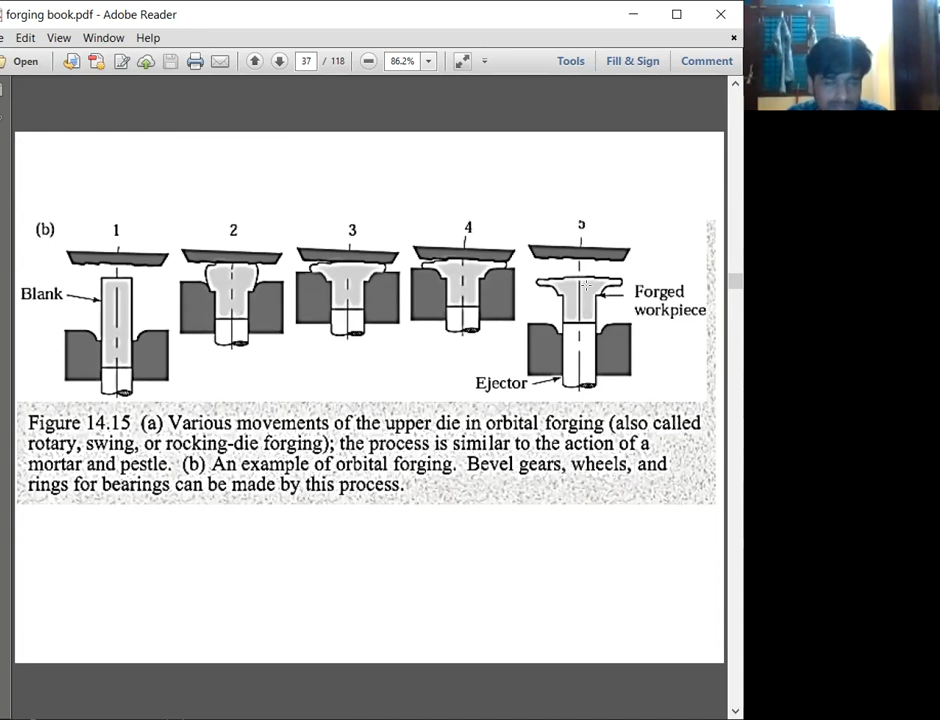 forging book.pdf - Adobe Reader
Edit View Window Help
Open 37 / 118 86.2% Tools Fill & Sign Comment
(b) 1 2 3 4 5
Blank
Forged
workpiece
Ejector
Figure 14.15 (a) Various movements of the upper die in orbital forging (also called
rotary, swing, or rocking-die forging); the process is similar to the action of a
mortar and pestle. (b) An example of orbital forging. Bevel gears, wheels, and
rings for bearings can be made by this process.